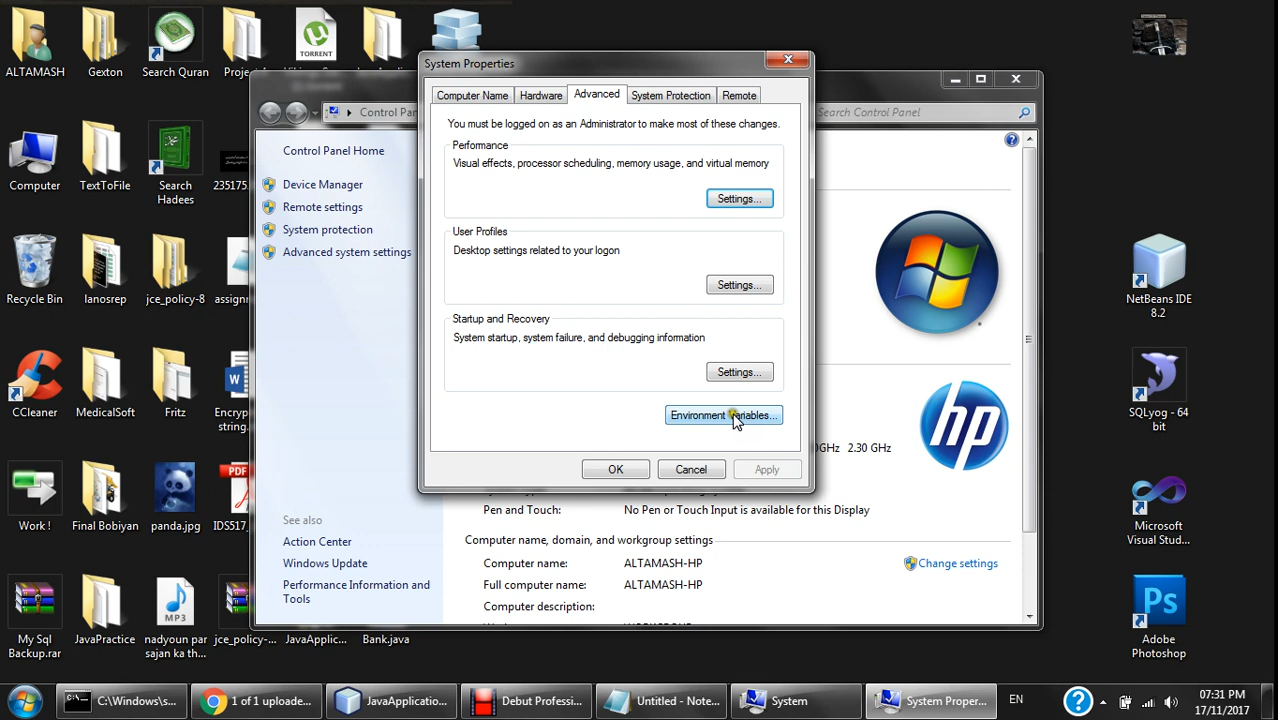 ALTAMASH
Gexton
Search Quran
TORRENT
System Properties
Computer Name
Hardware
Advanced
System Protection
Remote
Control Pan
Search Control Panel
You must be logged on as an Administrator to make most of these changes.
Performance
Visual effects, processor scheduling, memory usage, and virtual memory
Settings...
User Profiles
Desktop settings related to your logon
Settings...
Startup and Recovery
System startup, system failure, and debugging information
Settings...
Environment Variables...
OK
Cancel
Apply
Control Panel Home
Device Manager
Remote settings
System protection
Advanced system settings
See also
Action Center
Windows Update
Performance Information and
Tools
hp
GHz 2.30 GHz
Pen and Touch:
No Pen or Touch Input is available for this Display
Computer name, domain, and workgroup settings
Computer name:
ALTAMASH-HP
Change settings
Full computer name:
ALTAMASH-HP
Computer description:
Computer
TextToFile
Search
Hadees
235175
Recycle Bin
lanosrep
jce_policy-8
assignm
CCleaner
MedicalSoft
Fritz
Encryp
string.
Work !
Final Bobiyan
panda.jpg
PDF
IDS517_
My Sql
Backup.rar
JavaPractice
MP3
nadyoun par
sajan ka th...
jce_policy-...
JavaApplic...
Bank.java
NetBeans IDE
8.2
SQLyog - 64
bit
Microsoft
Visual Stud...
Ps
Adobe
Photoshop
C:\Windows\s...
1 of 1 uploade...
JavaApplicatio...
Debut Professi...
Untitled - Note...
System
System Proper...
EN
07:31 PM
17/11/2017